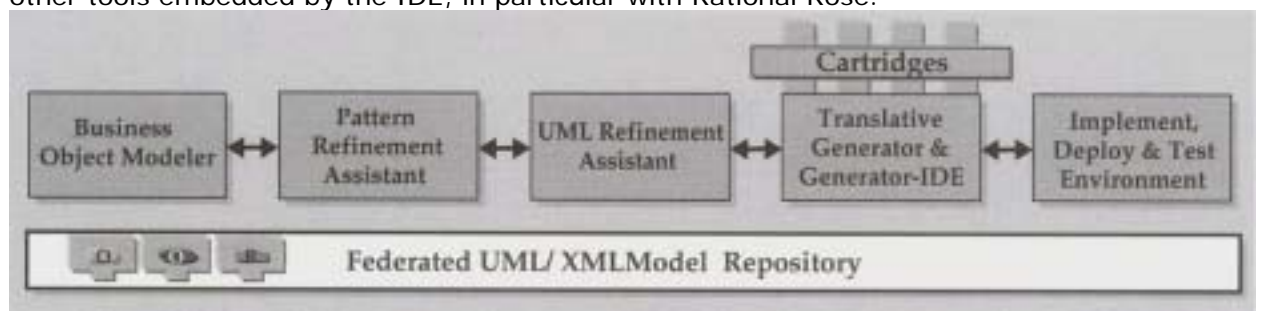 other tools embedded by the IDE, in particular with Rational Rose.
Cartridges
Business
Object Modeler
Pattern
Refinement
Assistant
UML Refinement
Assistant
Translative
Generator &
Generator-IDE
Implement,
Deploy & Test
Environment
Federated UML/ XMLModel Repository